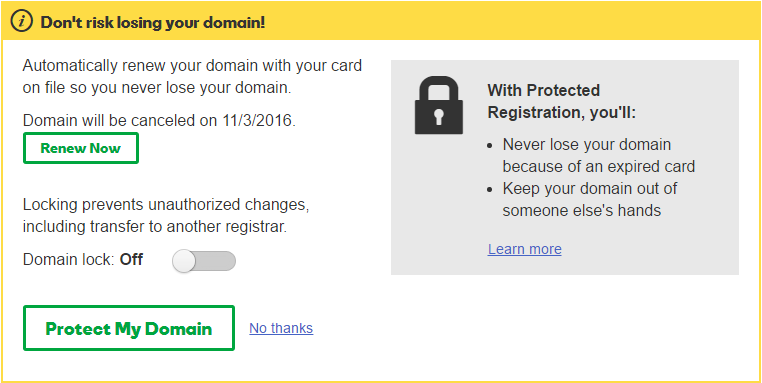 Don't risk losing your domain!
Automatically renew your domain with your card
on file so you never lose your domain.
Domain will be canceled on 11/3/2016.
Renew Now
Locking prevents unauthorized changes,
including transfer to another registrar.
Domain lock: Off
Protect My Domain
No thanks
With Protected
Registration, you'll:
• Never lose your domain
because of an expired card
• Keep your domain out of
someone else's hands
Learn more